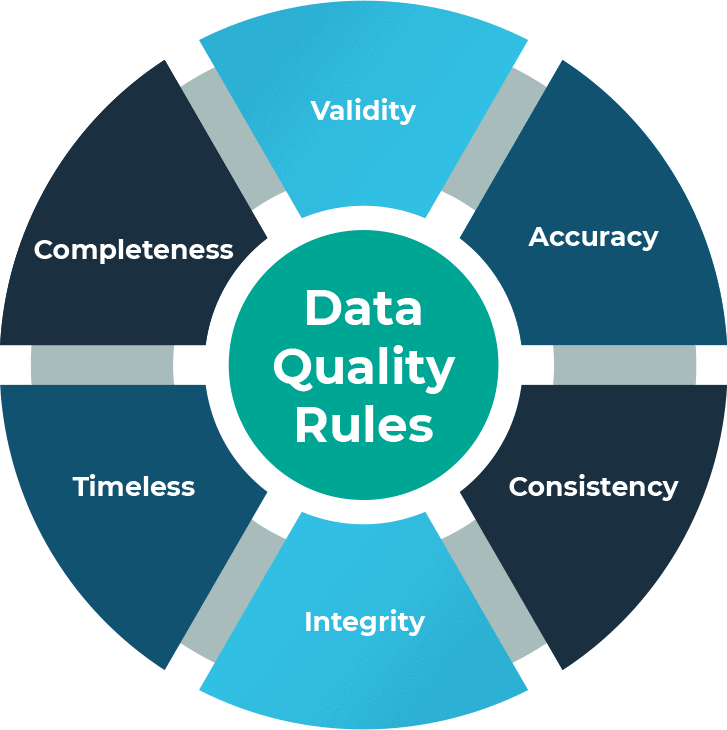 Validity
Accuracy
Completeness
Data
Quality
Rules
Timeless
Consistency
Integrity